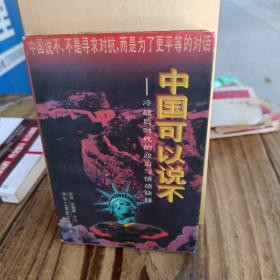 中国说不，不是寻求对抗，而是为了更平等的对话
中国可以说不
——冷战后时代的政治与情感抉择